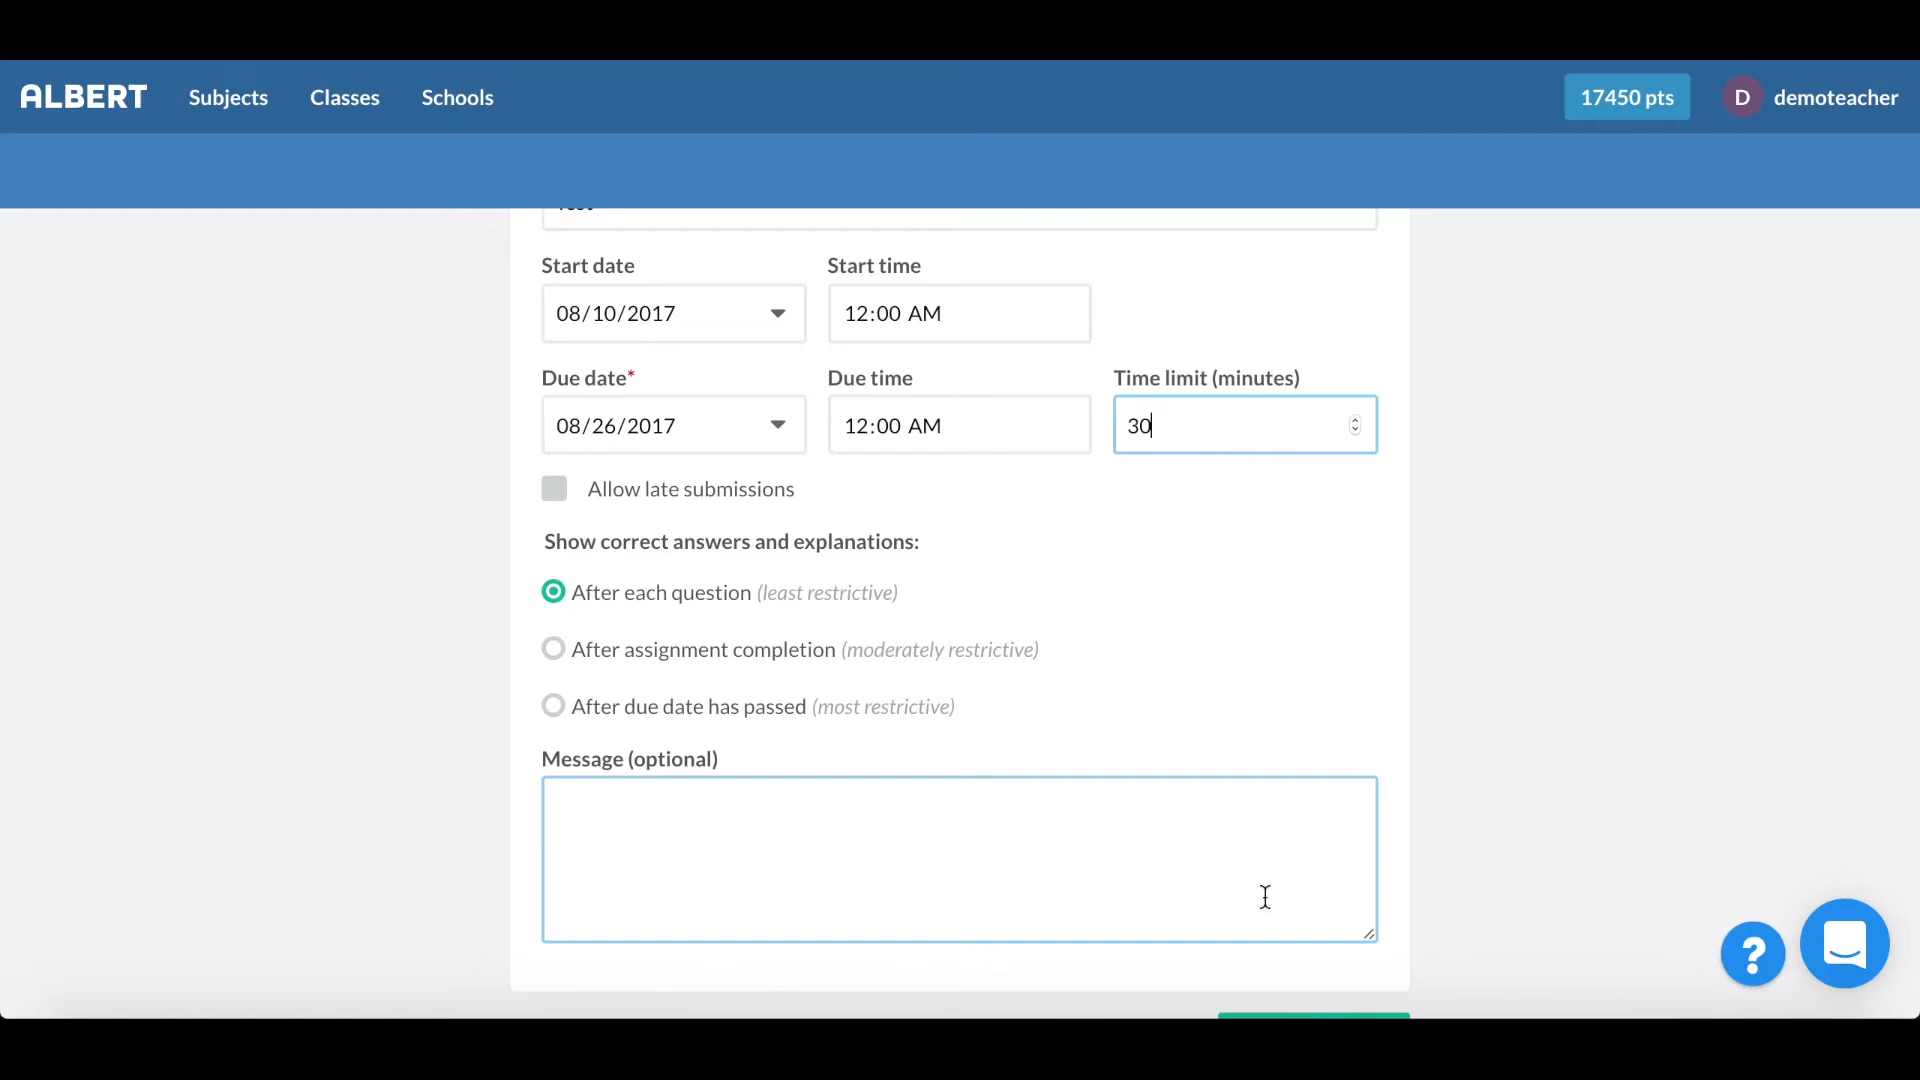 ALBERT Subjects Classes Schools 17450 pts D demoteacher
Start date Start time
08/10/2017 12:00 AM
Due date* Due time Time limit (minutes)
08/26/2017 12:00 AM 30
Allow late submissions
Show correct answers and explanations:
After each question (least restrictive)
After assignment completion (moderately restrictive)
After due date has passed (most restrictive)
Message (optional)
?